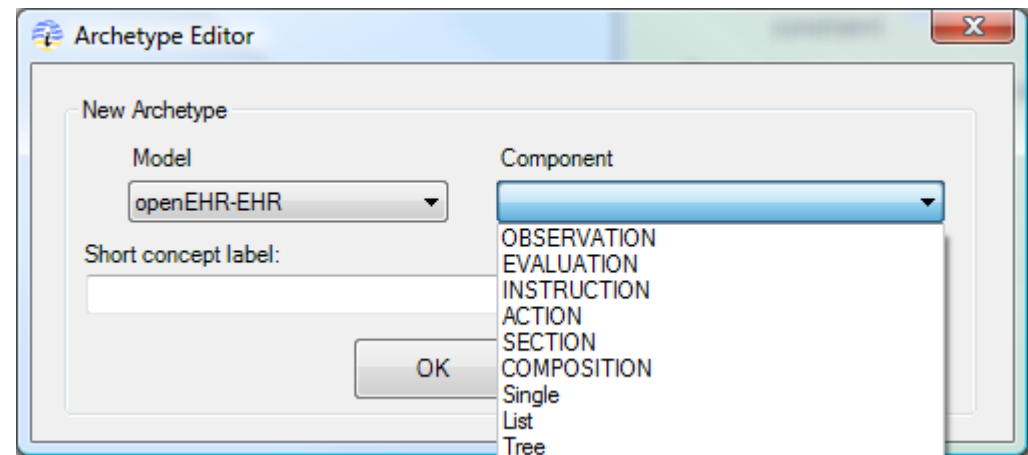 Archetype Editor
New Archetype
Model
Component
openEHR-EHR
OBSERVATION
EVALUATION
INSTRUCTION
ACTION
SECTION
COMPOSITION
Single
List
Tree
Short concept label:
OK